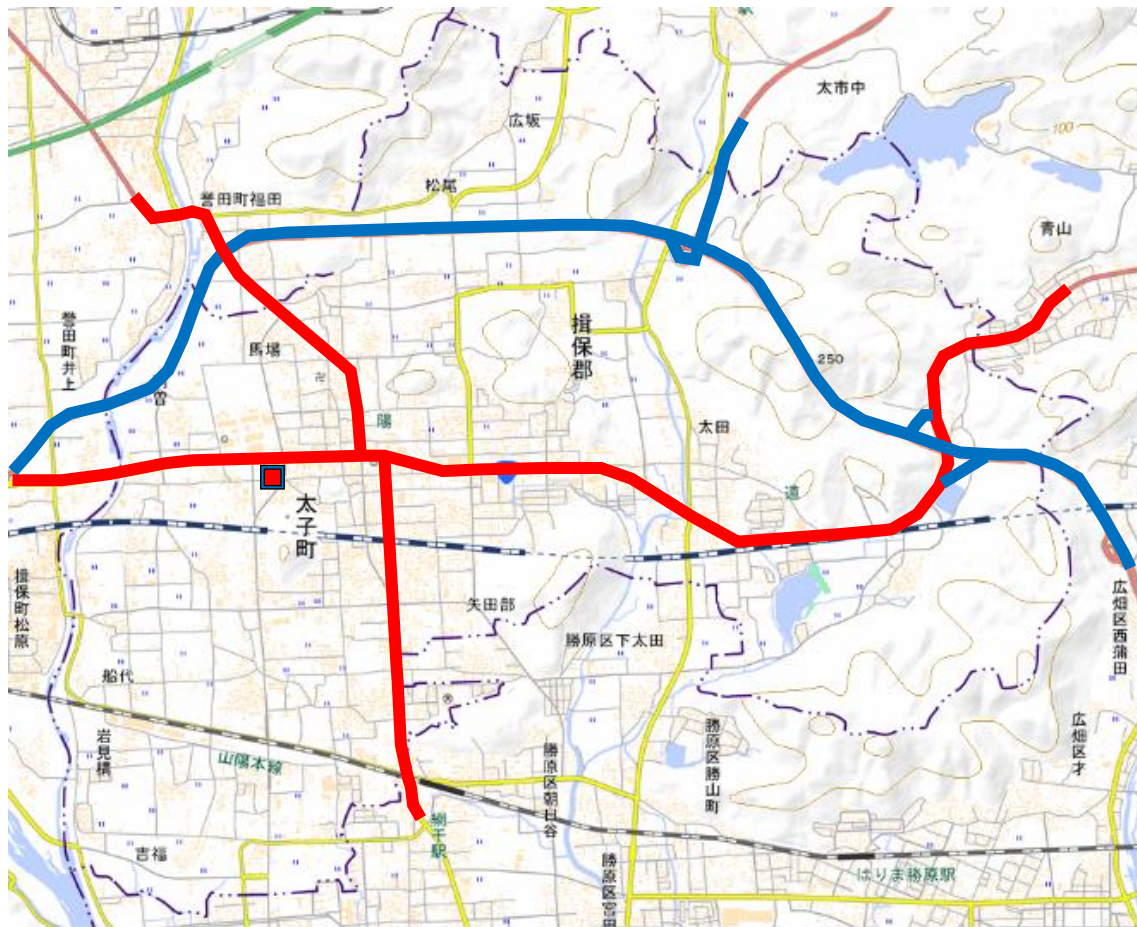 太市中
広坂
100
松尾
誉田町福田
青山
誉田町井上
揖保郡
馬場
250
曽
陽
太田
道
太子町
揖保町松原
矢田部
広畑区西蒲田
勝原区下太田
船代
岩見構
山陽本線
勝原区朝日谷
勝原区勝山町
広畑区才
網干駅
吉福
はりま勝原駅
勝原区宮田